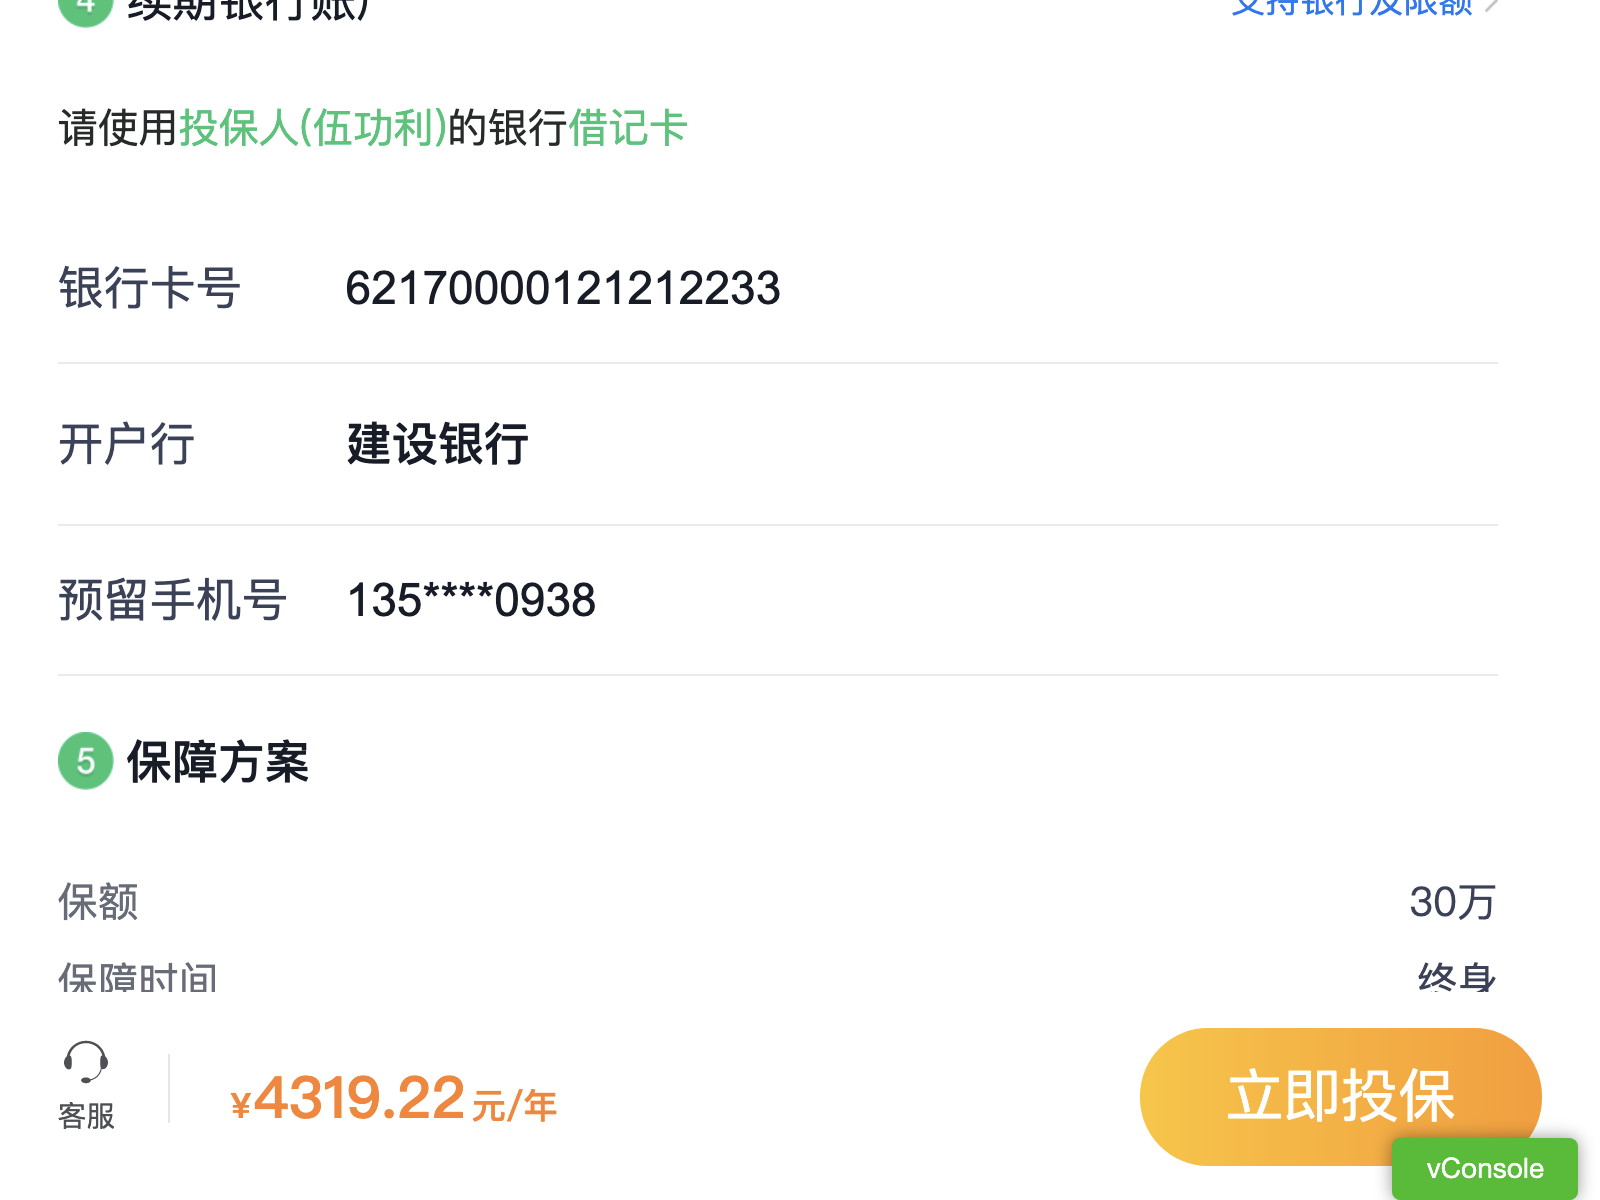 4 续期银行账户
支持银行及限额
请使用投保人(伍功利)的银行借记卡
银行卡号 62170000121212233
开户行 建设银行
预留手机号 135****0938
5 保障方案
保额 30万
保障时间 终身
客服 ¥4319.22元/年 立即投保
vConsole